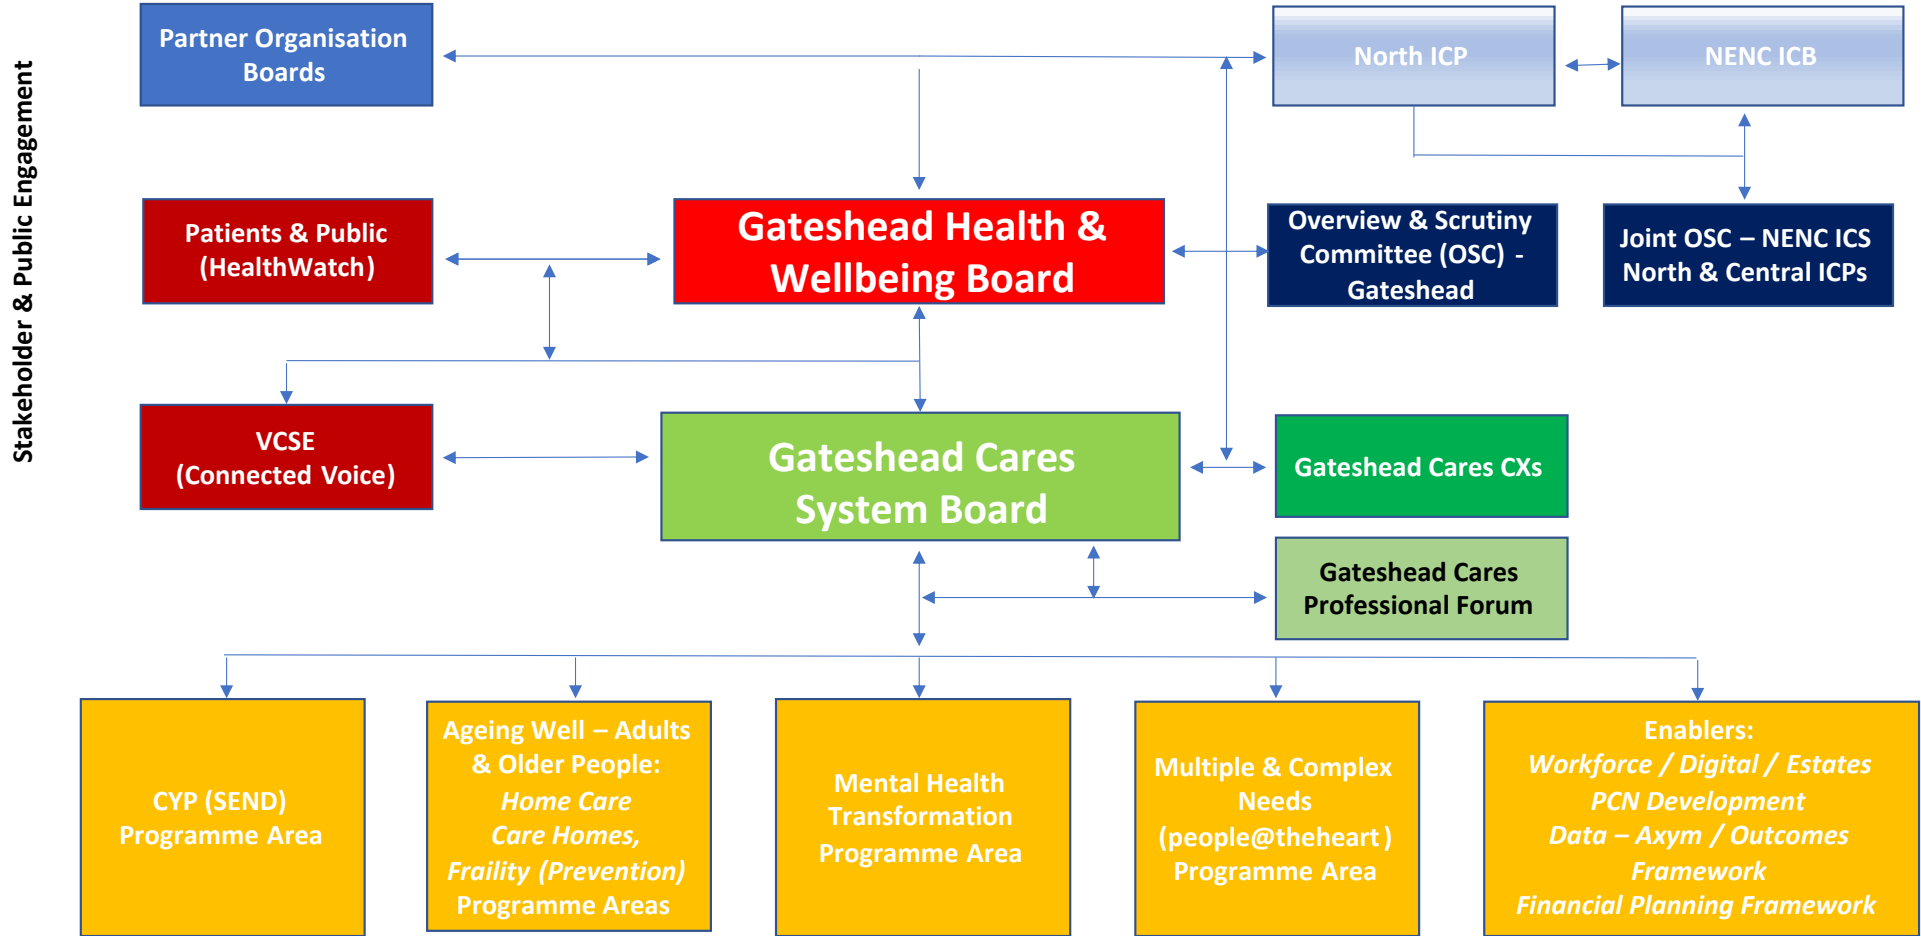 Stakeholder & Public Engagement
Partner Organisation
Boards
North ICP
NENC ICB
Patients & Public
(HealthWatch)
Gateshead Health &
Wellbeing Board
Overview & Scrutiny
Committee (OSC) -
Gateshead
Joint OSC – NENC ICS
North & Central ICPs
VCSE
(Connected Voice)
Gateshead Cares
System Board
Gateshead Cares CXs
Gateshead Cares
Professional Forum
CYP (SEND)
Programme Area
Ageing Well – Adults
& Older People:
Home Care
Care Homes,
Fraility (Prevention)
Programme Areas
Mental Health
Transformation
Programme Area
Multiple & Complex
Needs
(people@theheart)
Programme Area
Enablers:
Workforce / Digital / Estates
PCN Development
Data – Axym / Outcomes
Framework
Financial Planning Framework